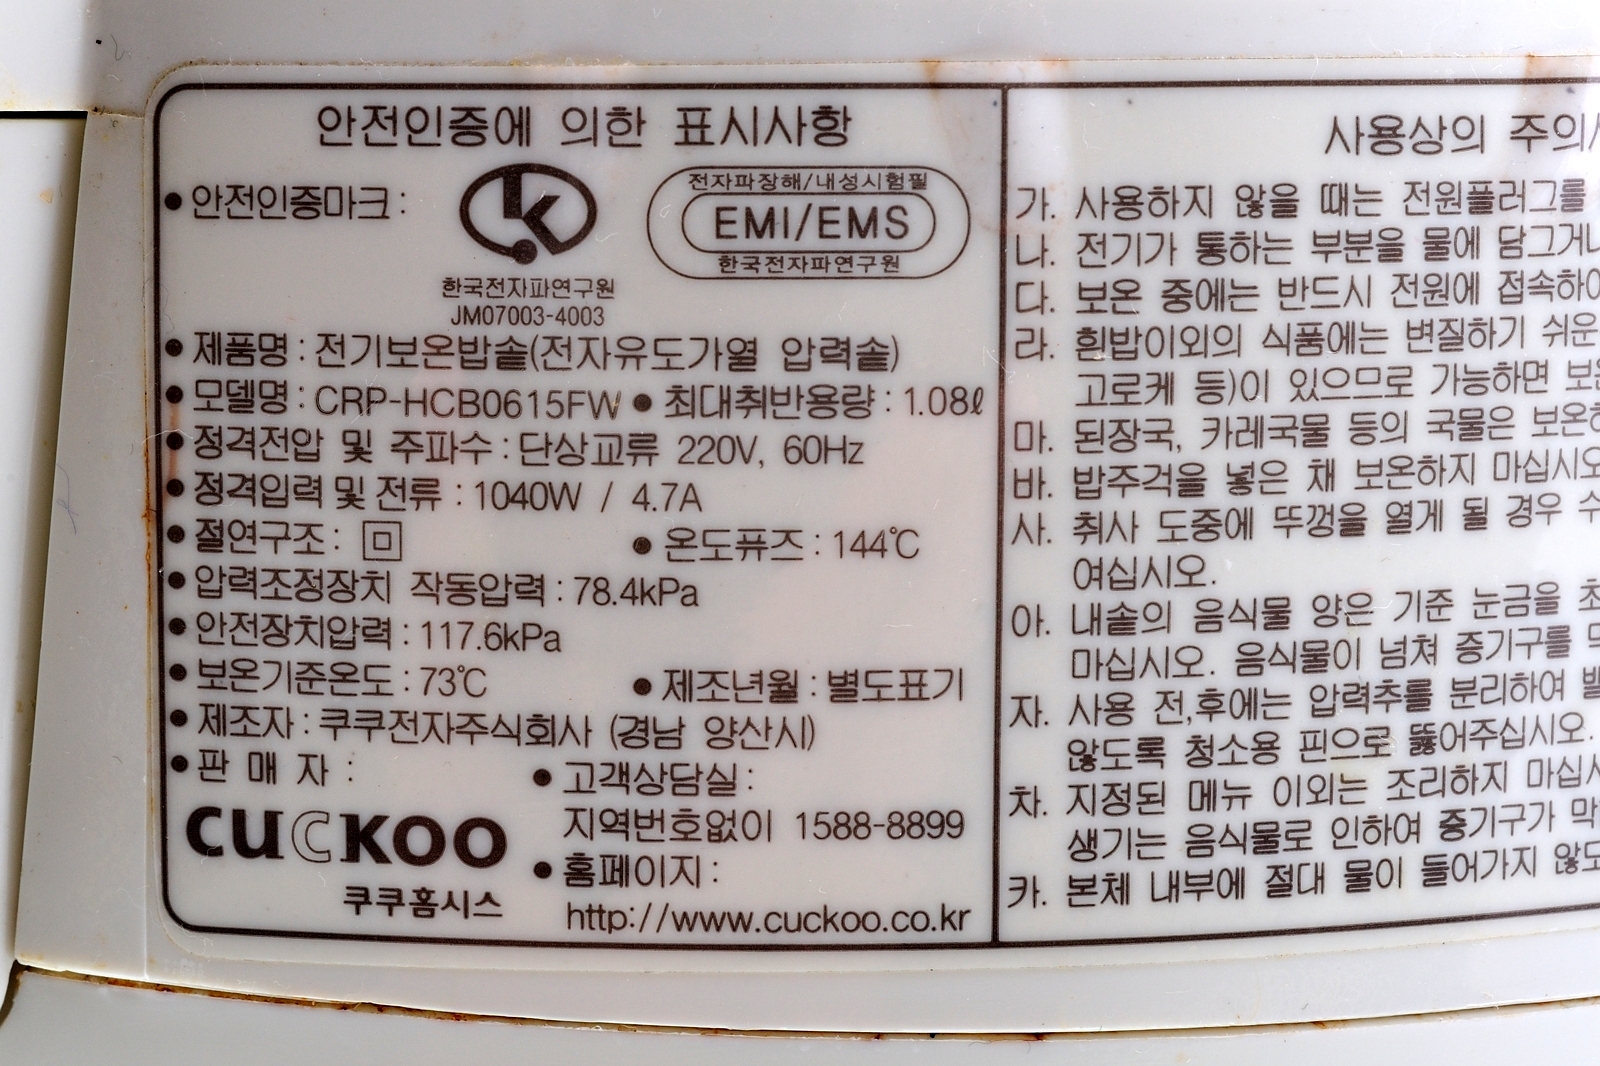 안전인증에 의한 표시사항
• 안전인증마크 :
전자파장해/내성시험필
EMI/EMS
한국전자파연구원
한국전자파연구원
JM07003-4003
• 제품명 : 전기보온밥솥(전자유도가열 압력솥)
• 모델명 : CRP-HCB0615FW • 최대취반용량 : 1.08ℓ
• 정격전압 및 주파수 : 단상교류 220V, 60Hz
• 정격입력 및 전류 : 1040W / 4.7A
• 절연구조 : 回 • 온도퓨즈 : 144℃
• 압력조정장치 작동압력 : 78.4kPa
• 안전장치압력 : 117.6kPa
• 보온기준온도 : 73℃ • 제조년월 : 별도표기
• 제조자 : 쿠쿠전자주식회사 (경남 양산시)
• 판 매 자 :
CUCKOO
쿠쿠홈시스
• 고객상담실 :
지역번호없이 1588-8899
• 홈페이지 :
http://www.cuckoo.co.kr
사용상의 주의
가. 사용하지 않을 때는 전원플러그를
나. 전기가 통하는 부분을 물에 담그거나
다. 보온 중에는 반드시 전원에 접속하여
라. 흰밥이외의 식품에는 변질하기 쉬운
고로케 등)이 있으므로 가능하면
마. 된장국, 카레국물 등의 국물은
바. 밥주걱을 넣은 채 보온하지 마십시오
사. 취사 도중에 뚜껑을 열게 될 경우
여십시오.
아. 내솥의 음식물 양은 기준 눈금을
마십시오. 음식물이 넘쳐 증기구를
자. 사용 전,후에는 압력추를 분리하여
않도록 청소용 핀으로 뚫어주십시오.
차. 지정된 메뉴 이외는 조리하지
생기는 음식물로 인하여 증기구가
카. 본체 내부에 절대 물이 들어가지